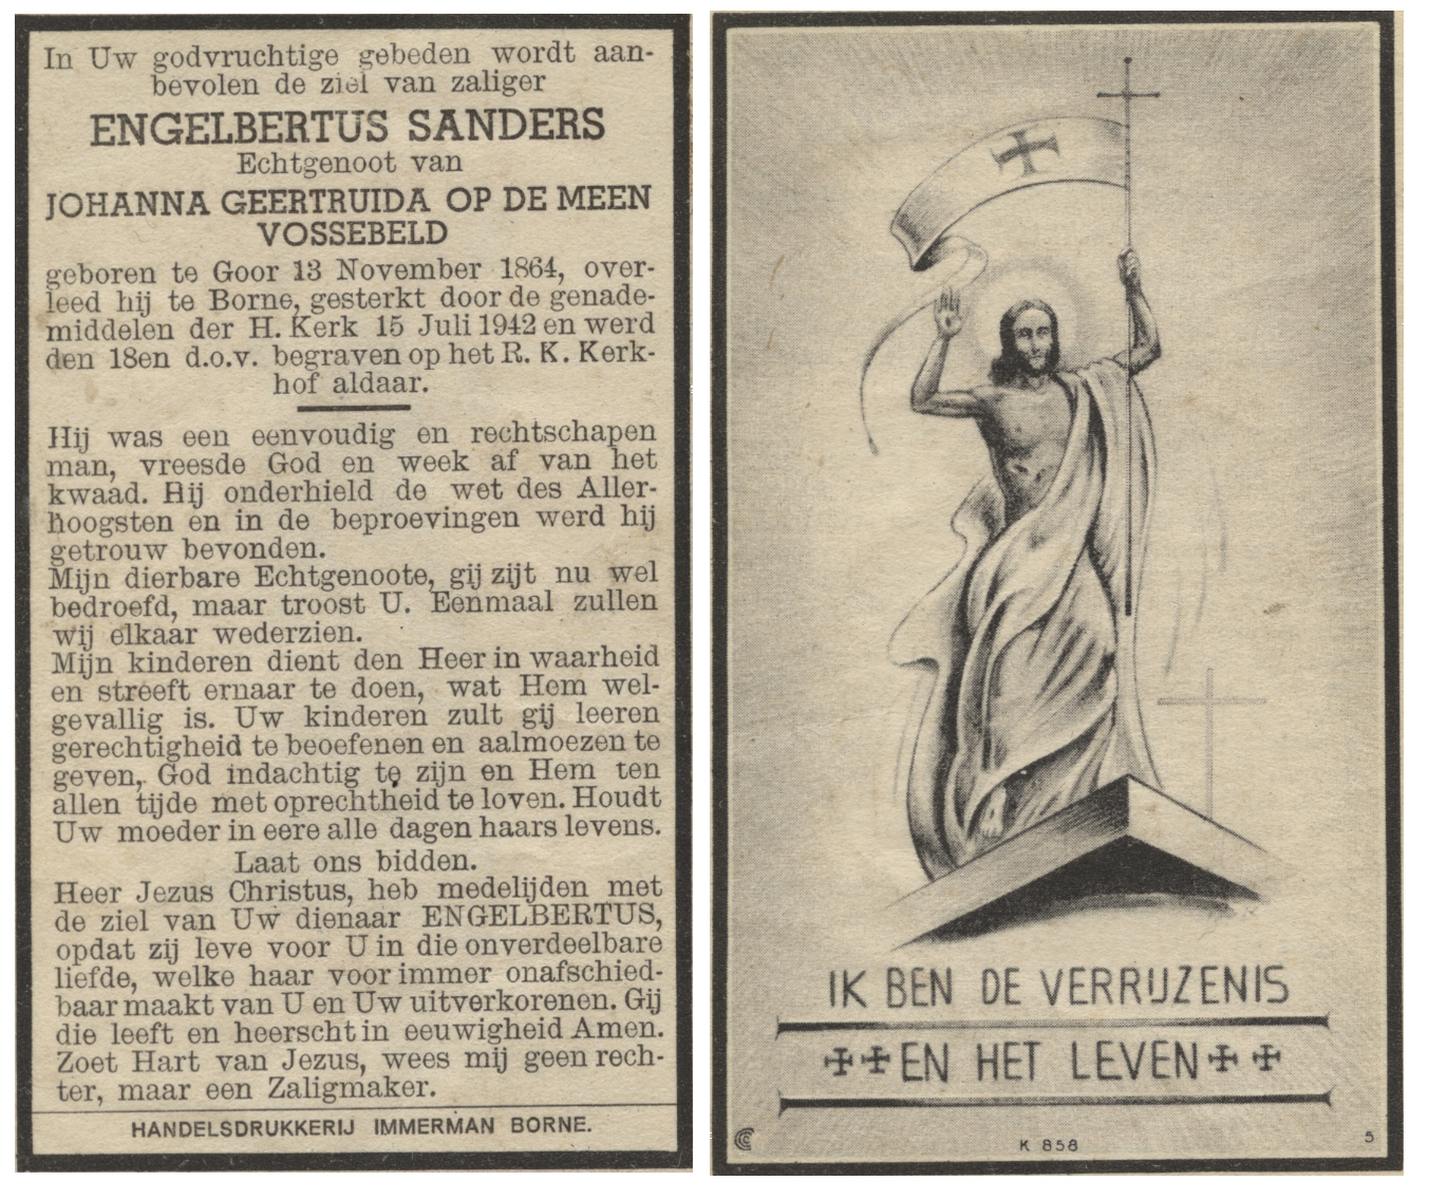 In Uw godvruchtige gebeden wordt aan-
bevolen de ziel van zaliger
ENGELBERTUS SANDERS
Echtgenoot van
JOHANNA GEERTRUIDA OP DE MEEN
VOSSEBELD
geboren te Goor 13 November 1864, over-
leed hij te Borne, gesterkt door de genade-
middelen der H. Kerk 15 Juli 1942 en werd
den 18en d.o.v. begraven op het R. K. Kerk-
hof aldaar.
Hij was een eenvoudig en rechtschapen
man, vreesde God en week af van het
kwaad. Hij onderhield de wet des Aller-
hoogsten en in de beproevingen werd hij
getrouw bevonden.
Mijn dierbare Echtgenoote, gij zijt nu wel
bedroefd, maar troost U. Eenmaal zullen
wij elkaar wederzien.
Mijn kinderen dient den Heer in waarheid
en streeft ernaar te doen, wat Hem wel-
gevallig is. Uw kinderen zult gij leeren
gerechtigheid te beoefenen en aalmoezen te
geven, God indachtig te zijn en Hem ten
allen tijde met oprechtheid te loven. Houdt
Uw moeder in eere alle dagen haars levens.
Laat ons bidden.
Heer Jezus Christus, heb medelijden met
de ziel van Uw dienaar ENGELBERTUS,
opdat zij leve voor U in die onverdeelbare
liefde, welke haar voor immer onafschied-
baar maakt van U en Uw uitverkorenen. Gij
die leeft en heerscht in eeuwigheid Amen.
Zoet Hart van Jezus, wees mij geen rech-
ter, maar een Zaligmaker.
HANDELSDRUKKERIJ IMMERMAN BORNE.
IK BEN DE VERRIJZENIS
EN HET LEVEN
K 858
5